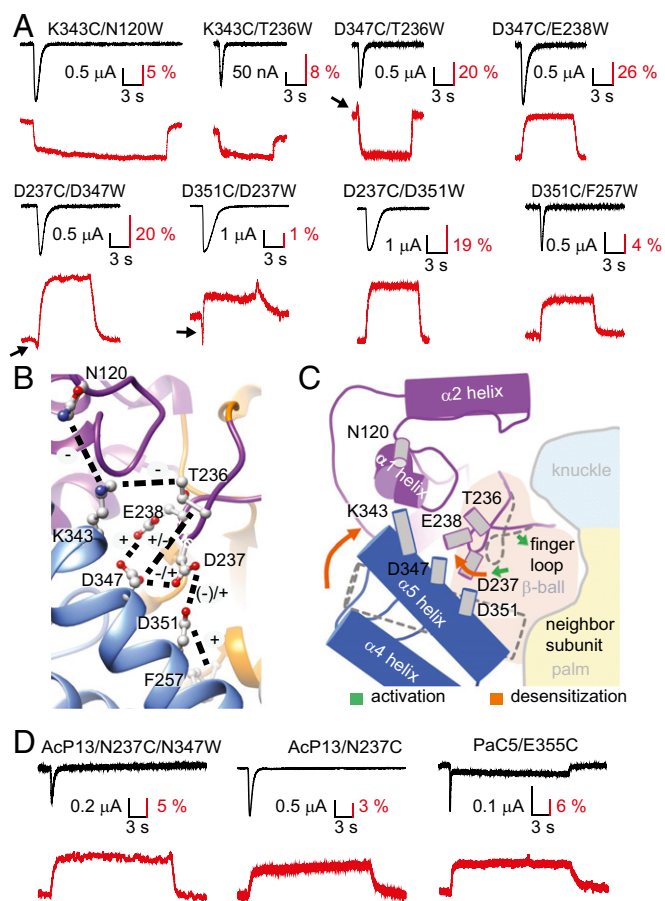 A
K343C/N120W
K343C/T236W
D347C/T236W
D347C/E238W
0.5 µA
5 %
3 s
50 nA
8 %
3 s
0.5 µA
20 %
3 s
0.5 µA
26 %
3 s
D237C/D347W
D351C/D237W
D237C/D351W
D351C/F257W
0.5 µA
20 %
3 s
1 µA
1 %
3 s
1 µA
19 %
3 s
0.5 µA
4 %
3 s
B
N120
-
-
T236
E238
K343
+
+/-
D237
D347
-/+
(-)/+
D351
+
F257
C
α2 helix
N120
α1 helix
knuckle
T236
K343
E238
finger
loop
D347
β-ball
D237
α5 helix
D351
neighbor
subunit
α4 helix
palm
activation
desensitization
D
AcP13/N237C/N347W
AcP13/N237C
PaC5/E355C
0.2 µA
5 %
3 s
0.5 µA
3 %
3 s
0.1 µA
6 %
3 s